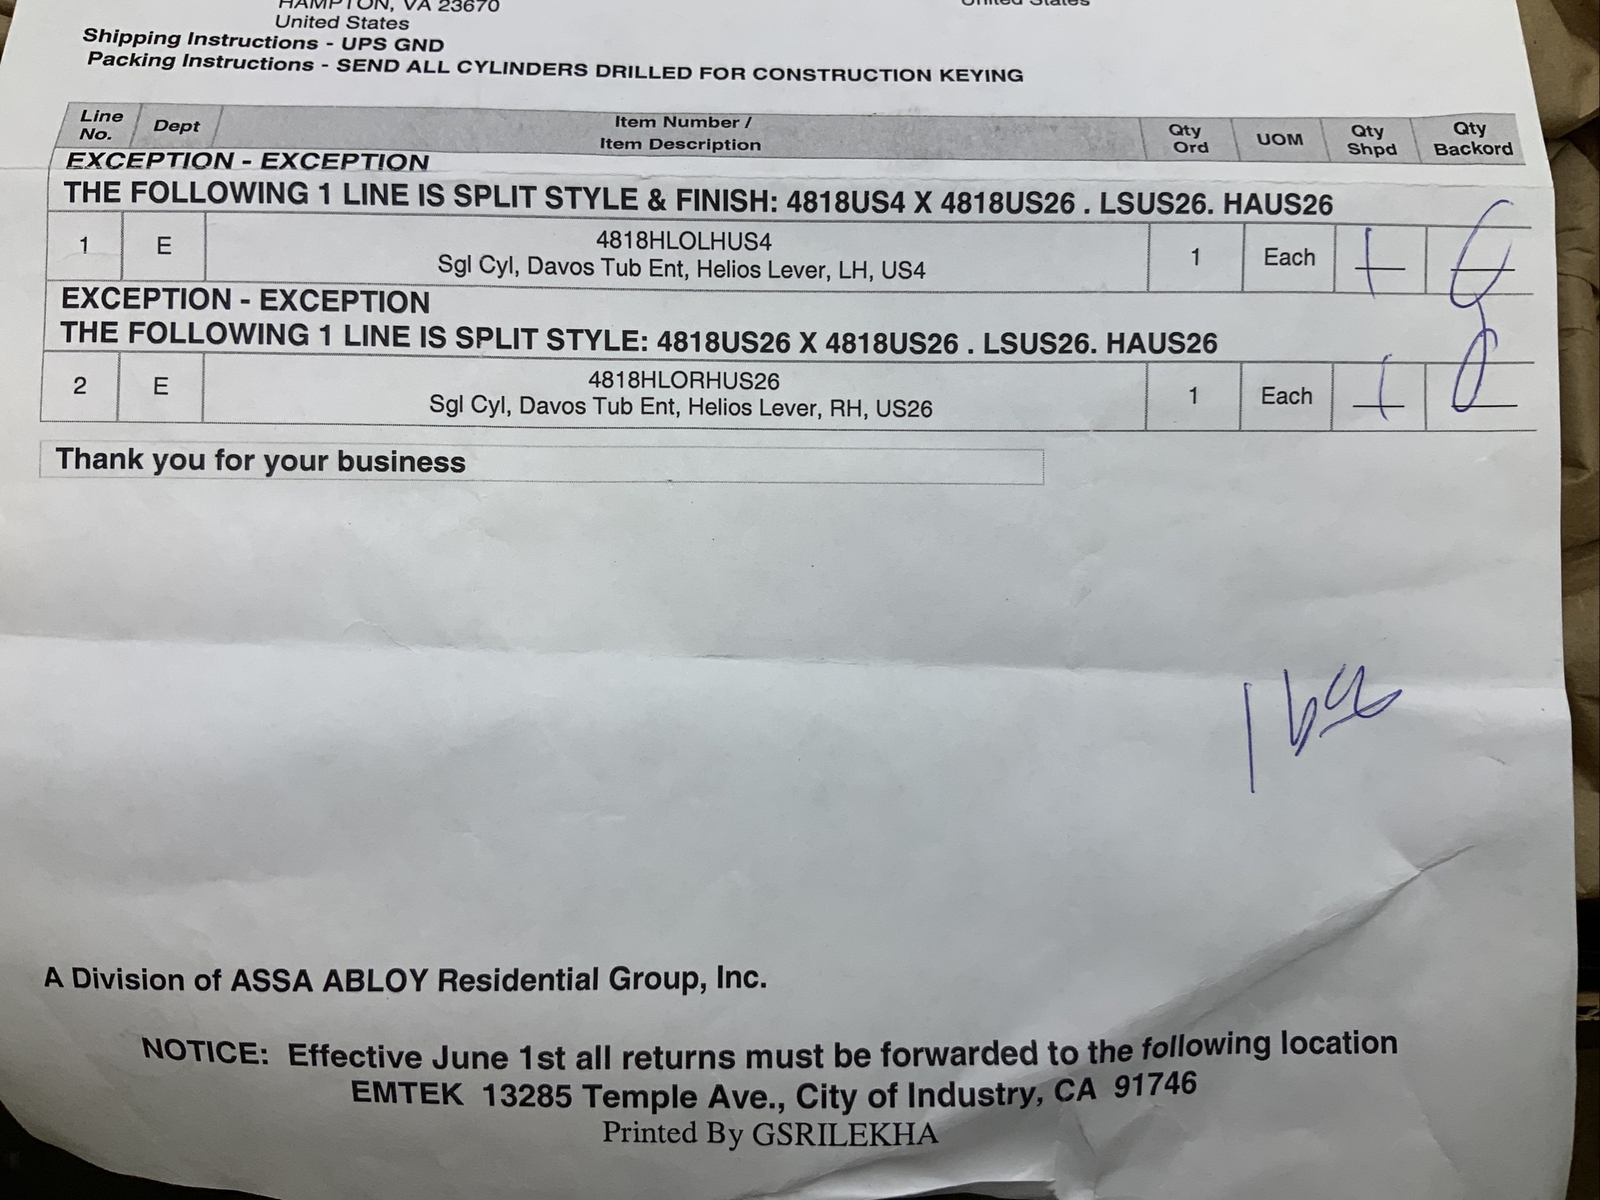 HAMPTON, VA 23670
United States
United States
Shipping Instructions - UPS GND
Packing Instructions - SEND ALL CYLINDERS DRILLED FOR CONSTRUCTION KEYING
Line No. Dept Item Number / Item Description Qty Ord UOM Qty Shpd Qty Backord
EXCEPTION - EXCEPTION
THE FOLLOWING 1 LINE IS SPLIT STYLE & FINISH: 4818US4 X 4818US26 . LSUS26. HAUS26
1 E 4818HLOLHUS4 1 Each 1
Sgl Cyl, Davos Tub Ent, Helios Lever, LH, US4
EXCEPTION - EXCEPTION
THE FOLLOWING 1 LINE IS SPLIT STYLE: 4818US26 X 4818US26 . LSUS26. HAUS26
2 E 4818HLORHUS26 1 Each 1
Sgl Cyl, Davos Tub Ent, Helios Lever, RH, US26
Thank you for your business
A Division of ASSA ABLOY Residential Group, Inc.
NOTICE: Effective June 1st all returns must be forwarded to the following location
EMTEK 13285 Temple Ave., City of Industry, CA 91746
Printed By GSRILEKHA